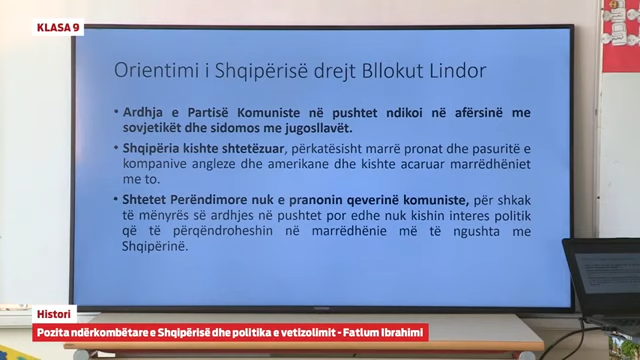 KLASA 9
Orientimi i Shqipërisë drejt Bllokut Lindor
• Ardhja e Partisë Komuniste në pushtet ndikoi në afërsinë me
sovjetikët dhe sidomos me jugosllavët.
• Shqipëria kishte shtetëzuar, përkatësisht marrë pronat dhe pasuritë e
kompanive angleze dhe amerikane dhe kishte acaruar marrëdhëniet
me to.
• Shtetet Perëndimore nuk e pranonin qeverinë komuniste, për shkak
të mënyrës së ardhjes në pushtet por edhe nuk kishin interes politik
që të përqëndroheshin në marrëdhënie më të ngushta me
Shqipërinë.
Histori
Pozita ndërkombëtare e Shqipërisë dhe politika e vetizolimit - Fatlum Ibrahimi